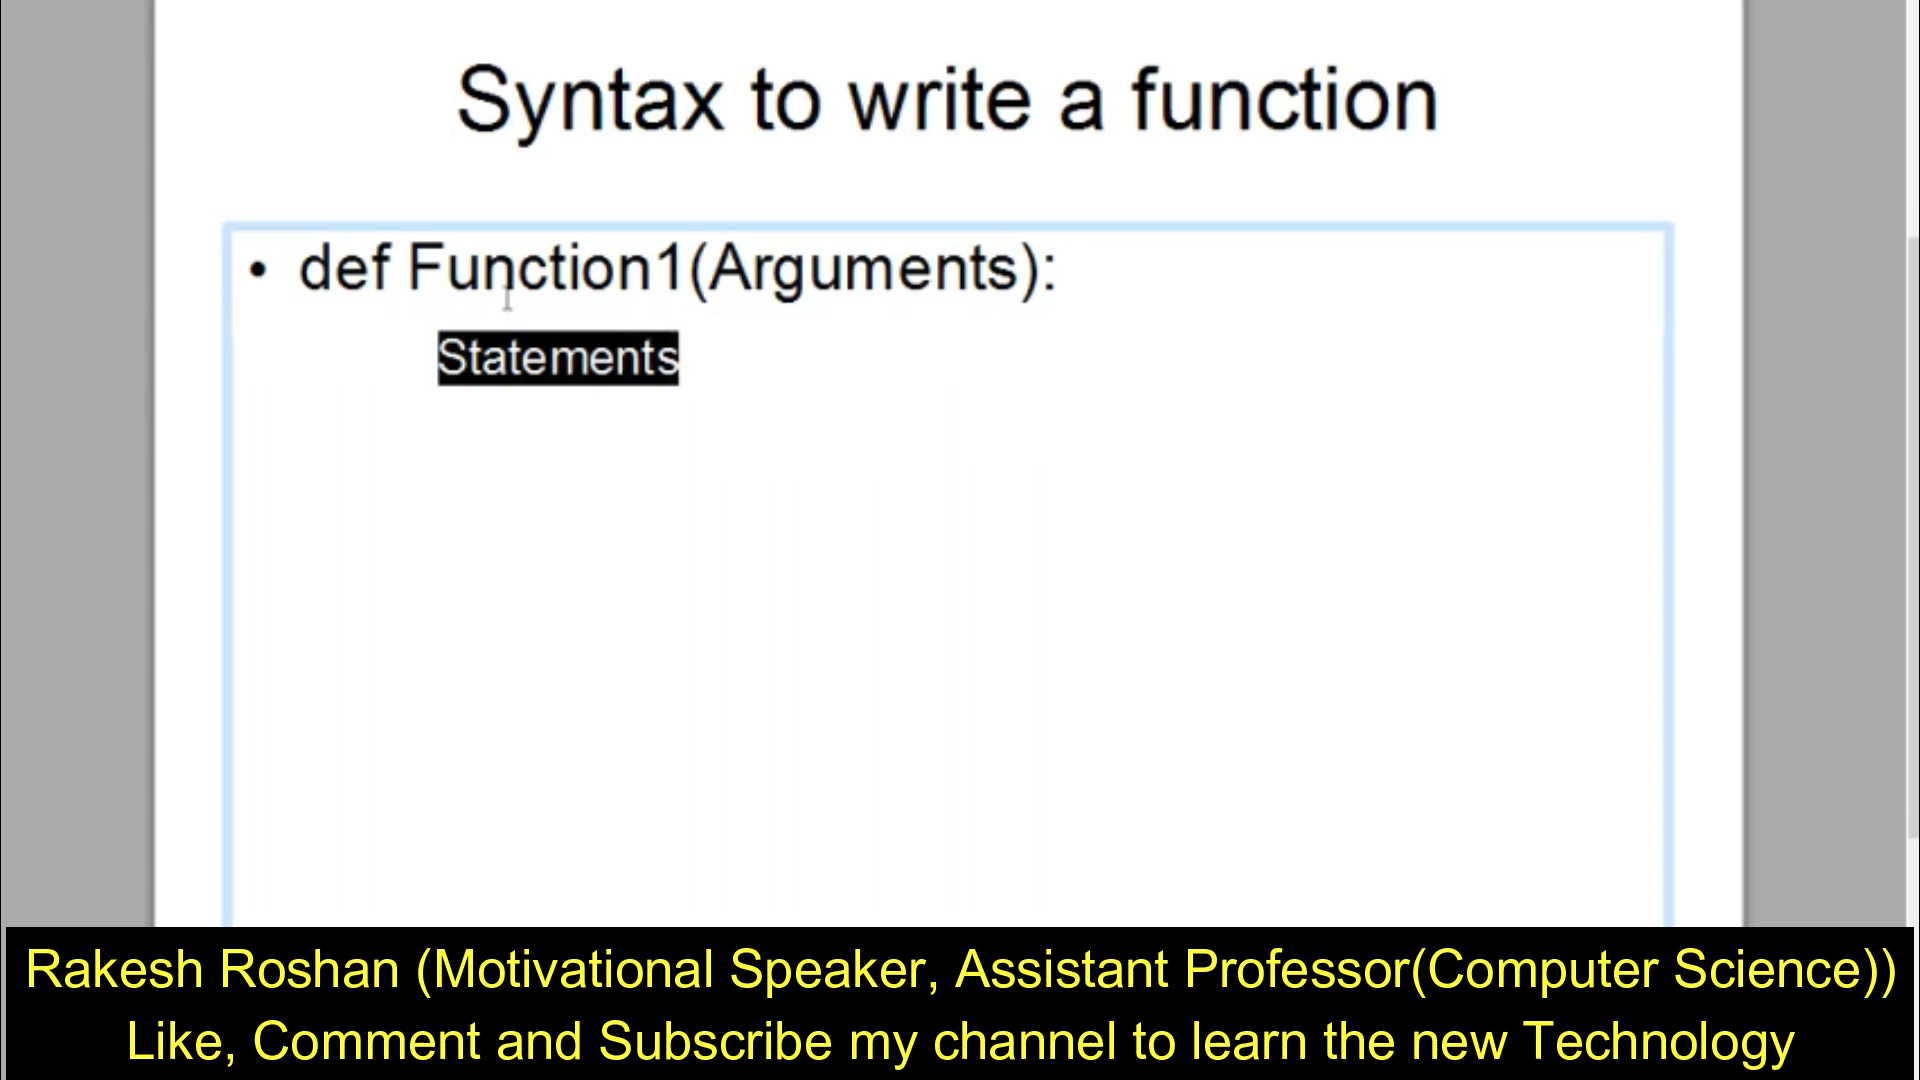 Syntax to write a function
• def Function1(Arguments):
Statements
Rakesh Roshan (Motivational Speaker, Assistant Professor(Computer Science))
Like, Comment and Subscribe my channel to learn the new Technology